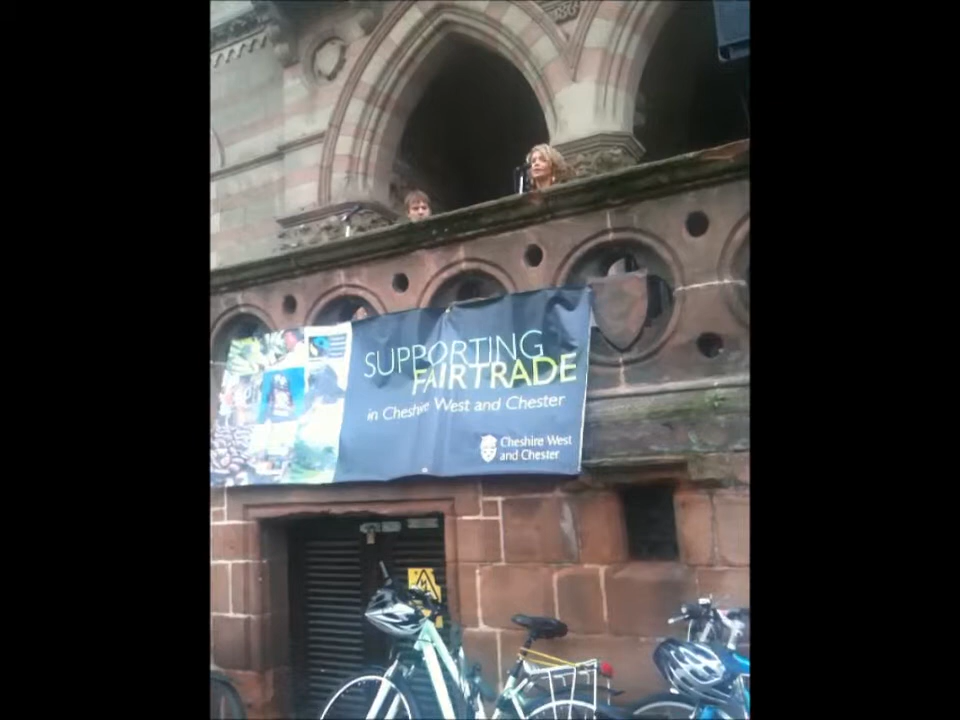 SUPPORTING
FAIRTRADE
in Cheshire West and Chester
Cheshire West
and Chester